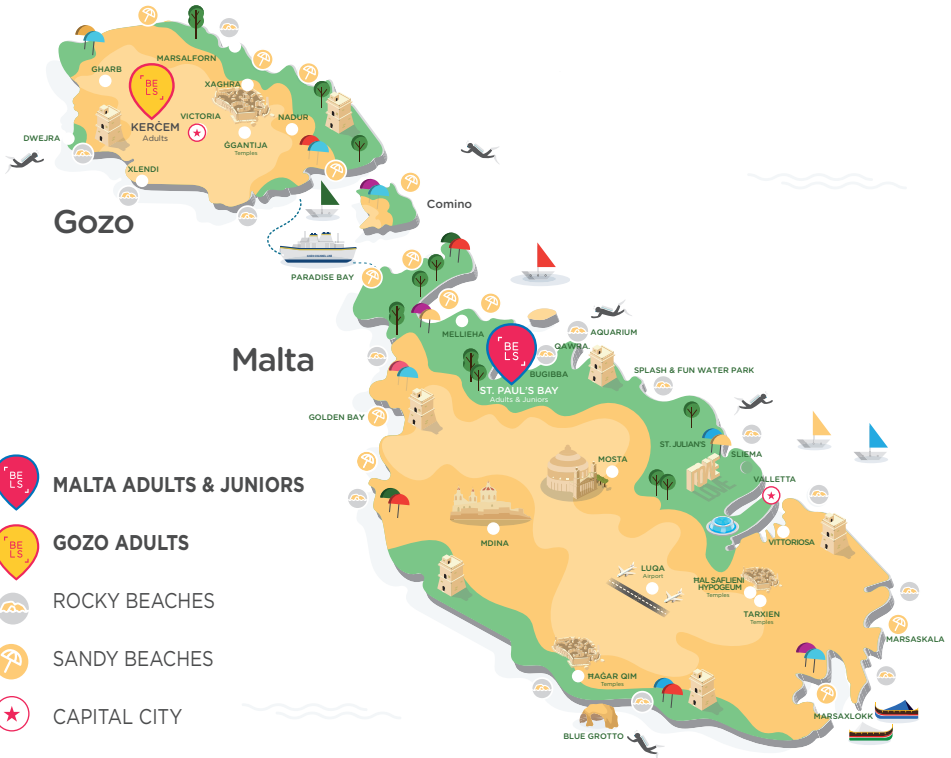 MARSALFORN
GHARB
XAGHRA
BE
LS
VICTORIA
NADUR
KERĊEM
Adults
ĠGANTIJA
Temples
DWEJRA
XLENDI
Gozo
Comino
PARADISE BAY
MELLIEHA
AQUARIUM
QAWRA
BE
LS
BUGIBBA
SPLASH & FUN WATER PARK
Malta
ST. PAUL'S BAY
Adults & Juniors
GOLDEN BAY
ST. JULIAN'S
SLIEMA
MOSTA
LOVE
VALLETTA
BE
LS
MALTA ADULTS & JUNIORS
MDINA
VITTORIOSA
BE
LS
GOZO ADULTS
LUQA
Airport
ĦAL SAFLIENI
HYPOGEUM
Temples
TARXIEN
Temples
ROCKY BEACHES
MARSASKALA
SANDY BEACHES
ĦAĠAR QIM
Temples
CAPITAL CITY
MARSAXLOKK
BLUE GROTTO